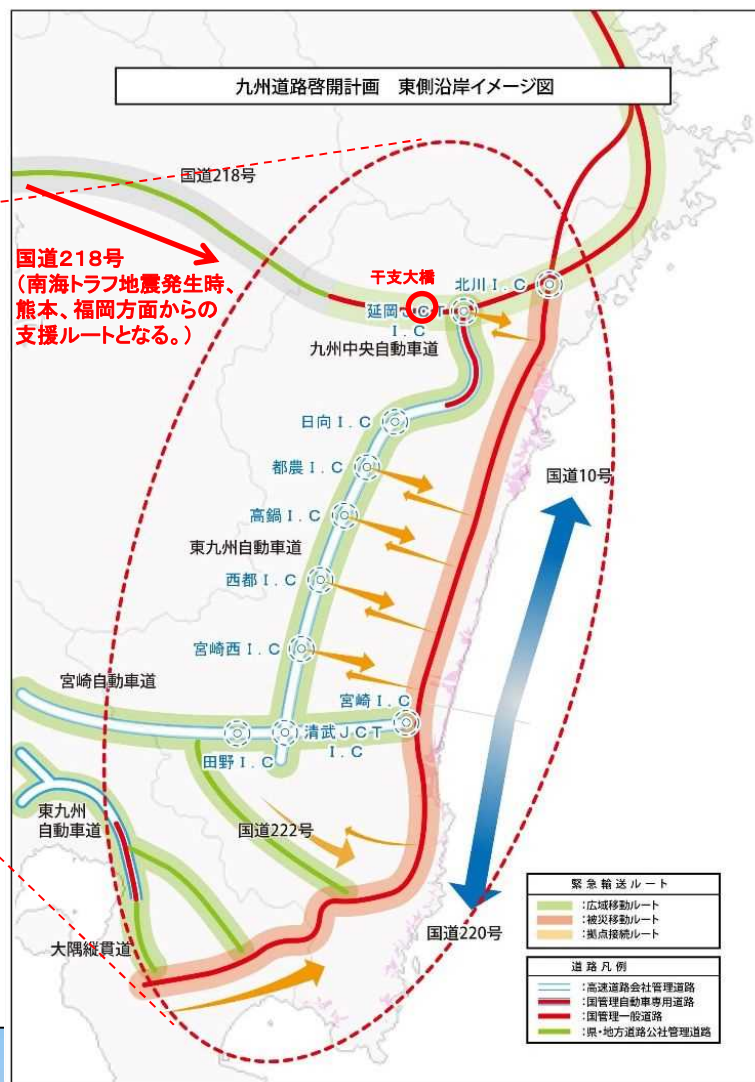 九州道路啓開計画 東側沿岸イメージ図
国道218号
国道218号
(南海トラフ地震発生時、
熊本、福岡方面からの
支援ルートとなる。)
干支大橋
北川I.C
延岡JCT
I.C
九州中央自動車道
日向I.C
都農I.C
国道10号
高鍋I.C
東九州自動車道
西都I.C
宮崎西I.C
宮崎自動車道
宮崎I.C
清武JCT
I.C
田野I.C
東九州
自動車道
国道222号
国道220号
大隅縦貫道
緊急輸送ルート
:広域移動ルート
:被災移動ルート
:拠点接続ルート
道路凡例
:高速道路会社管理道路
:国管理自動車専用道路
:国管理一般道路
:県・地方道路公社管理道路